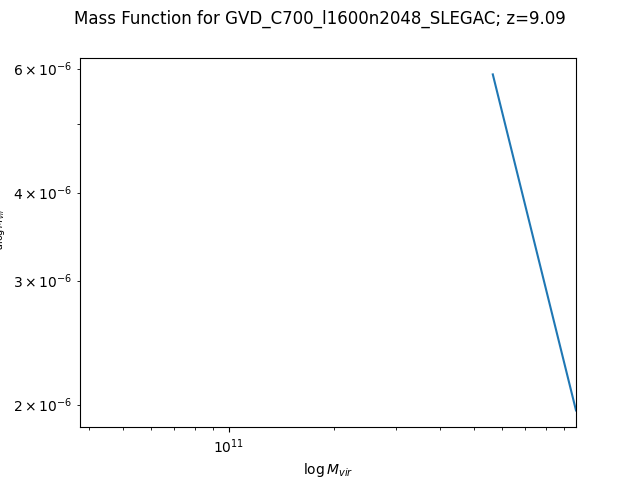 Mass Function for GVD_C700_l1600n2048_SLEGAC; z=9.09
6 × 10⁻⁶
4 × 10⁻⁶
3 × 10⁻⁶
2 × 10⁻⁶
10¹¹
log M_vir